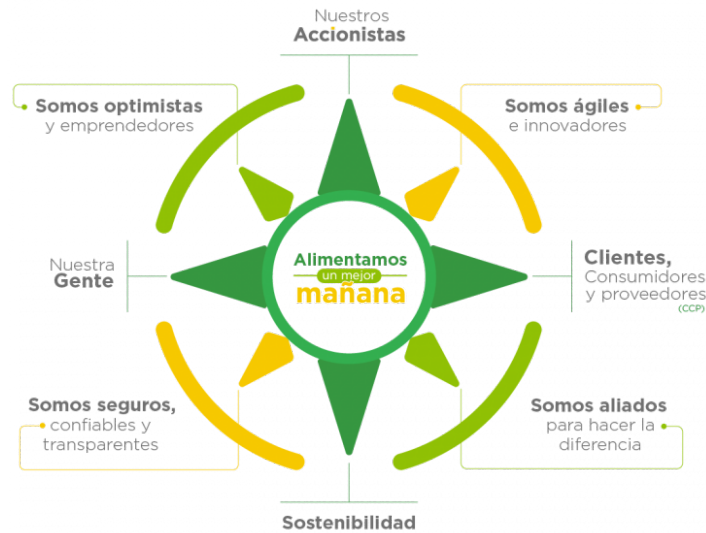 Nuestros
Accionistas
Somos optimistas
y emprendedores
Somos ágiles
e innovadores
Nuestra
Gente
Alimentamos
un mejor
mañana
Clientes,
Consumidores
y proveedores
(CCP)
Somos seguros,
confiables y
transparentes
Somos aliados
para hacer la
diferencia
Sostenibilidad